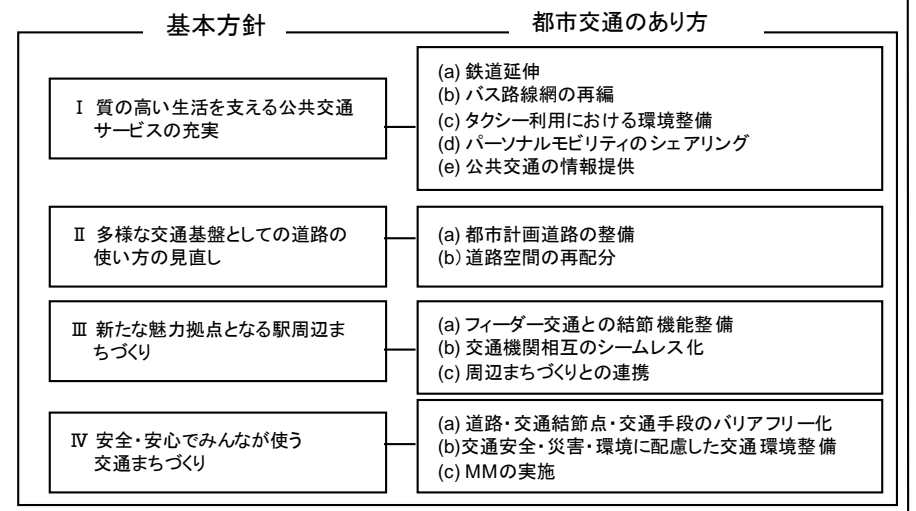 基本方針
都市交通のあり方
Ⅰ 質の高い生活を支える公共交通
サービスの充実
(a) 鉄道延伸
(b) バス路線網の再編
(c) タクシー利用における環境整備
(d) パーソナルモビリティのシェアリング
(e) 公共交通の情報提供
Ⅱ 多様な交通基盤としての道路の
使い方の見直し
(a) 都市計画道路の整備
(b) 道路空間の再配分
Ⅲ 新たな魅力拠点となる駅周辺ま
ちづくり
(a) フィーダー交通との結節機能整備
(b) 交通機関相互のシームレス化
(c) 周辺まちづくりとの連携
Ⅳ 安全・安心でみんなが使う
交通まちづくり
(a) 道路・交通結節点・交通手段のバリアフリー化
(b)交通安全・災害・環境に配慮した交通環境整備
(c) MMの実施